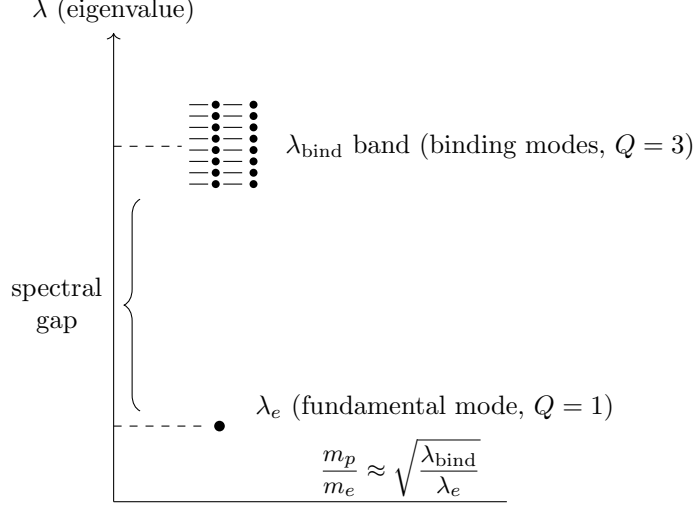 λ (eigenvalue)
λ_bind band (binding modes, Q = 3)
spectral
gap
λ_e (fundamental mode, Q = 1)
m_p/m_e ≈ √(λ_bind/λ_e)